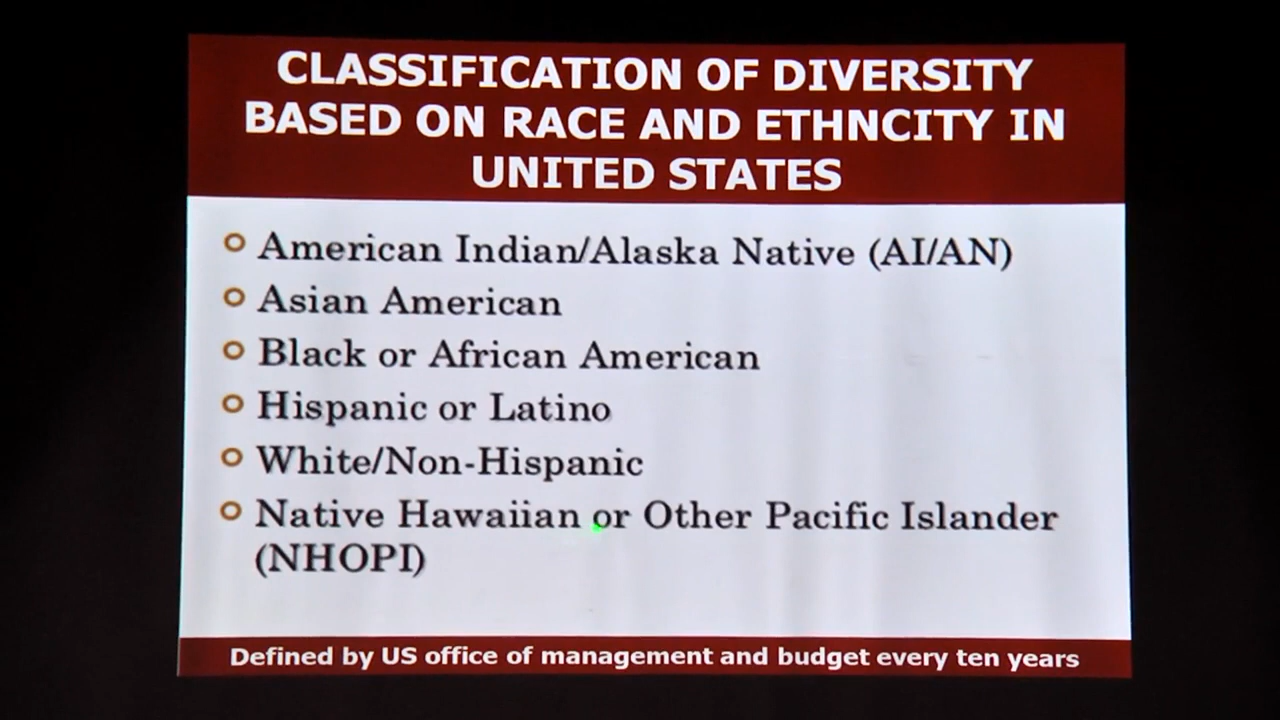 CLASSIFICATION OF DIVERSITY
BASED ON RACE AND ETHNCITY IN
UNITED STATES
American Indian/Alaska Native (AI/AN)
Asian American
Black or African American
Hispanic or Latino
White/Non-Hispanic
Native Hawaiian or Other Pacific Islander
(NHOPI)
Defined by US office of management and budget every ten years